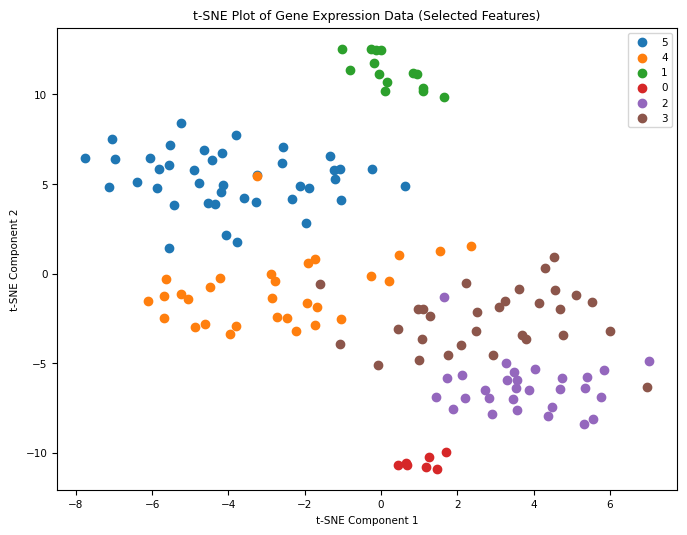 t-SNE Plot of Gene Expression Data (Selected Features)
5
4
1
0
2
3
10
5
0
−5
−10
t-SNE Component 2
−8 −6 −4 −2 0 2 4 6
t-SNE Component 1